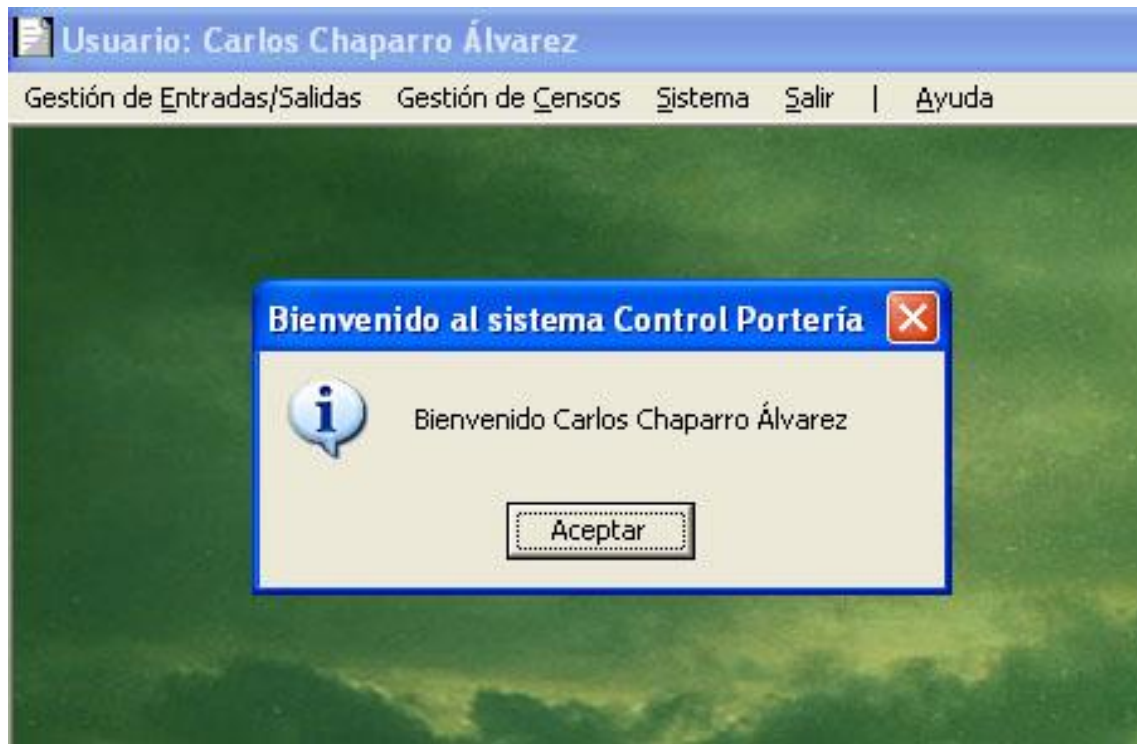 Usuario: Carlos Chaparro Álvarez
Gestión de Entradas/Salidas Gestión de Censos Sistema Salir | Ayuda
Bienvenido al sistema Control Portería
Bienvenido Carlos Chaparro Álvarez
Aceptar